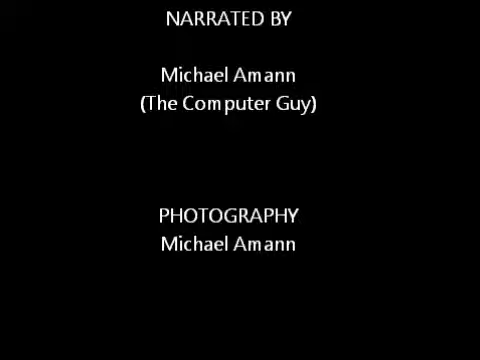 NARRATED BY
Michael Amann
(The Computer Guy)
PHOTOGRAPHY
Michael Amann